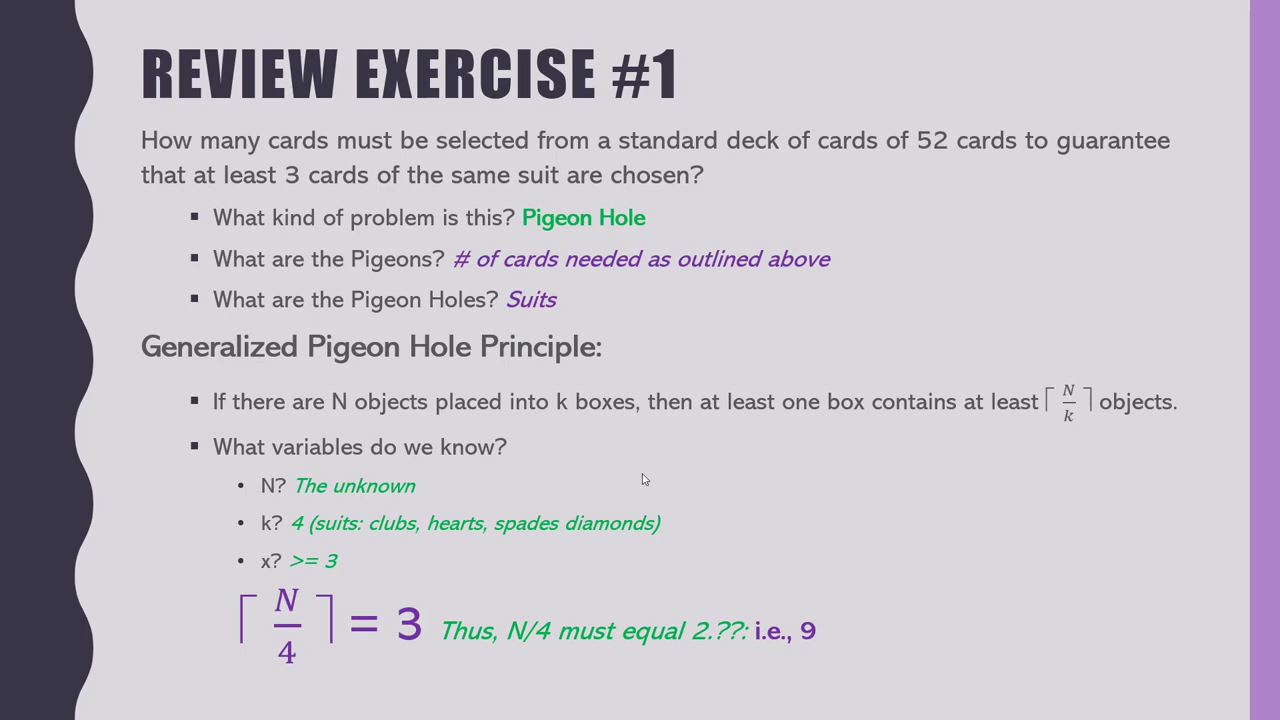 REVIEW EXERCISE #1
How many cards must be selected from a standard deck of cards of 52 cards to guarantee
that at least 3 cards of the same suit are chosen?
▪ What kind of problem is this? Pigeon Hole
▪ What are the Pigeons? # of cards needed as outlined above
▪ What are the Pigeon Holes? Suits
Generalized Pigeon Hole Principle:
▪ If there are N objects placed into k boxes, then at least one box contains at least ⌈N/k⌉ objects.
▪ What variables do we know?
• N? The unknown
• k? 4 (suits: clubs, hearts, spades diamonds)
• x? >= 3
⌈N/4⌉ = 3 Thus, N/4 must equal 2.??: i.e., 9